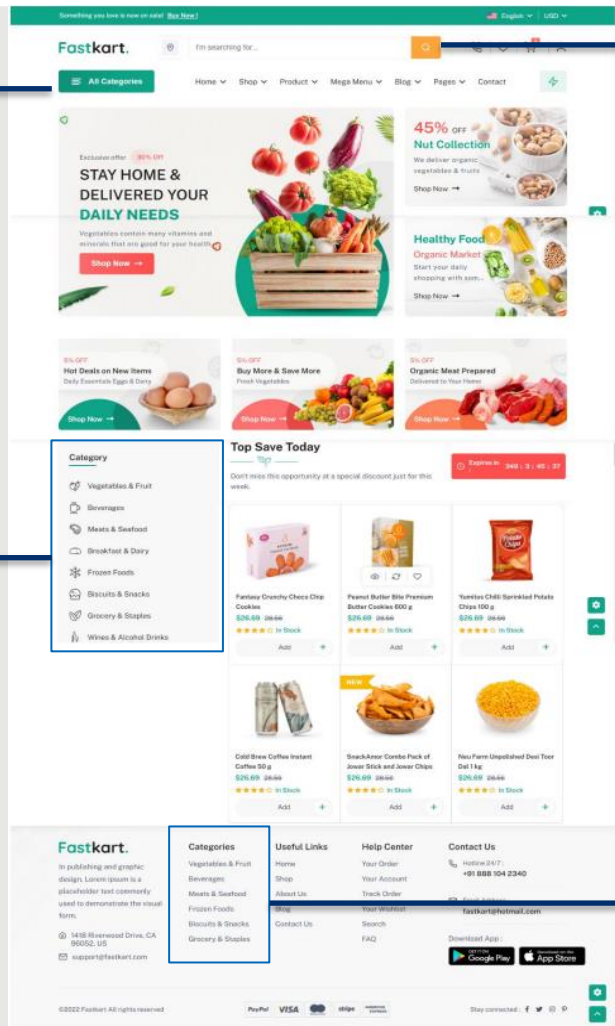 Something you love is now on sale! Buy Now !
English
USD
Fastkart.
I'm searching for...
All Categories
Home
Shop
Product
Mega Menu
Blog
Pages
Contact
Exclusive offer 30% Off
STAY HOME &
DELIVERED YOUR
DAILY NEEDS
Vegetables contain many vitamins and
minerals that are good for your health.
Shop Now →
45% OFF
Nut Collection
We deliver organic
vegetables & fruits
Shop Now →
Healthy Food
Organic Market
Start your daily
shopping with som..
Shop Now →
5% OFF
Hot Deals on New Items
Daily Essentials Eggs & Dairy
Shop Now →
5% OFF
Buy More & Save More
Fresh Vegetables
Shop Now →
5% OFF
Organic Meat Prepared
Delivered to Your Home
Shop Now →
Category
Vegetables & Fruit
Beverages
Meats & Seafood
Breakfast & Dairy
Frozen Foods
Biscuits & Snacks
Grocery & Staples
Wines & Alcohol Drinks
Top Save Today
Don't miss this opportunity at a special discount just for this
week.
Expires in
:
Fantasy Crunchy Choco Chip
Cookies
$26.69 28.56
In Stock
Add +
Peanut Butter Bite Premium
Butter Cookies 600 g
$26.69 28.56
In Stock
Add +
Potato
Chips
Yumitos Chilli Sprinkled Potato
Chips 100 g
$26.69 28.56
In Stock
Add +
Cold Brew Coffee Instant
Coffee 50 g
$26.69 28.56
In Stock
Add +
NEW
SnackAmor Combo Pack of
Jowar Stick and Jowar Chips
$26.69 28.56
In Stock
Add +
Neu Farm Unpolished Desi Toor
Dal 1 kg
$26.69 28.56
In Stock
Add +
Fastkart.
In publishing and graphic
design, Lorem ipsum is a
placeholder text commonly
used to demonstrate the visual
form.
1418 Riverwood Drive, CA
96052, US
support@fastkart.com
Categories
Vegetables & Fruit
Beverages
Meats & Seafood
Frozen Foods
Biscuits & Snacks
Grocery & Staples
Useful Links
Home
Shop
About Us
Blog
Contact Us
Help Center
Your Order
Your Account
Track Order
Your Wishlist
Search
FAQ
Contact Us
Hotline 24/7 :
+91 888 104 2340
Email Address :
fastkart@hotmail.com
Download App :
GET IT ON
Google Play
Download on the
App Store
©2022 Fastkart All rights reserved
PayPal
VISA
stripe
AMERICAN
EXPRESS
Stay connected :